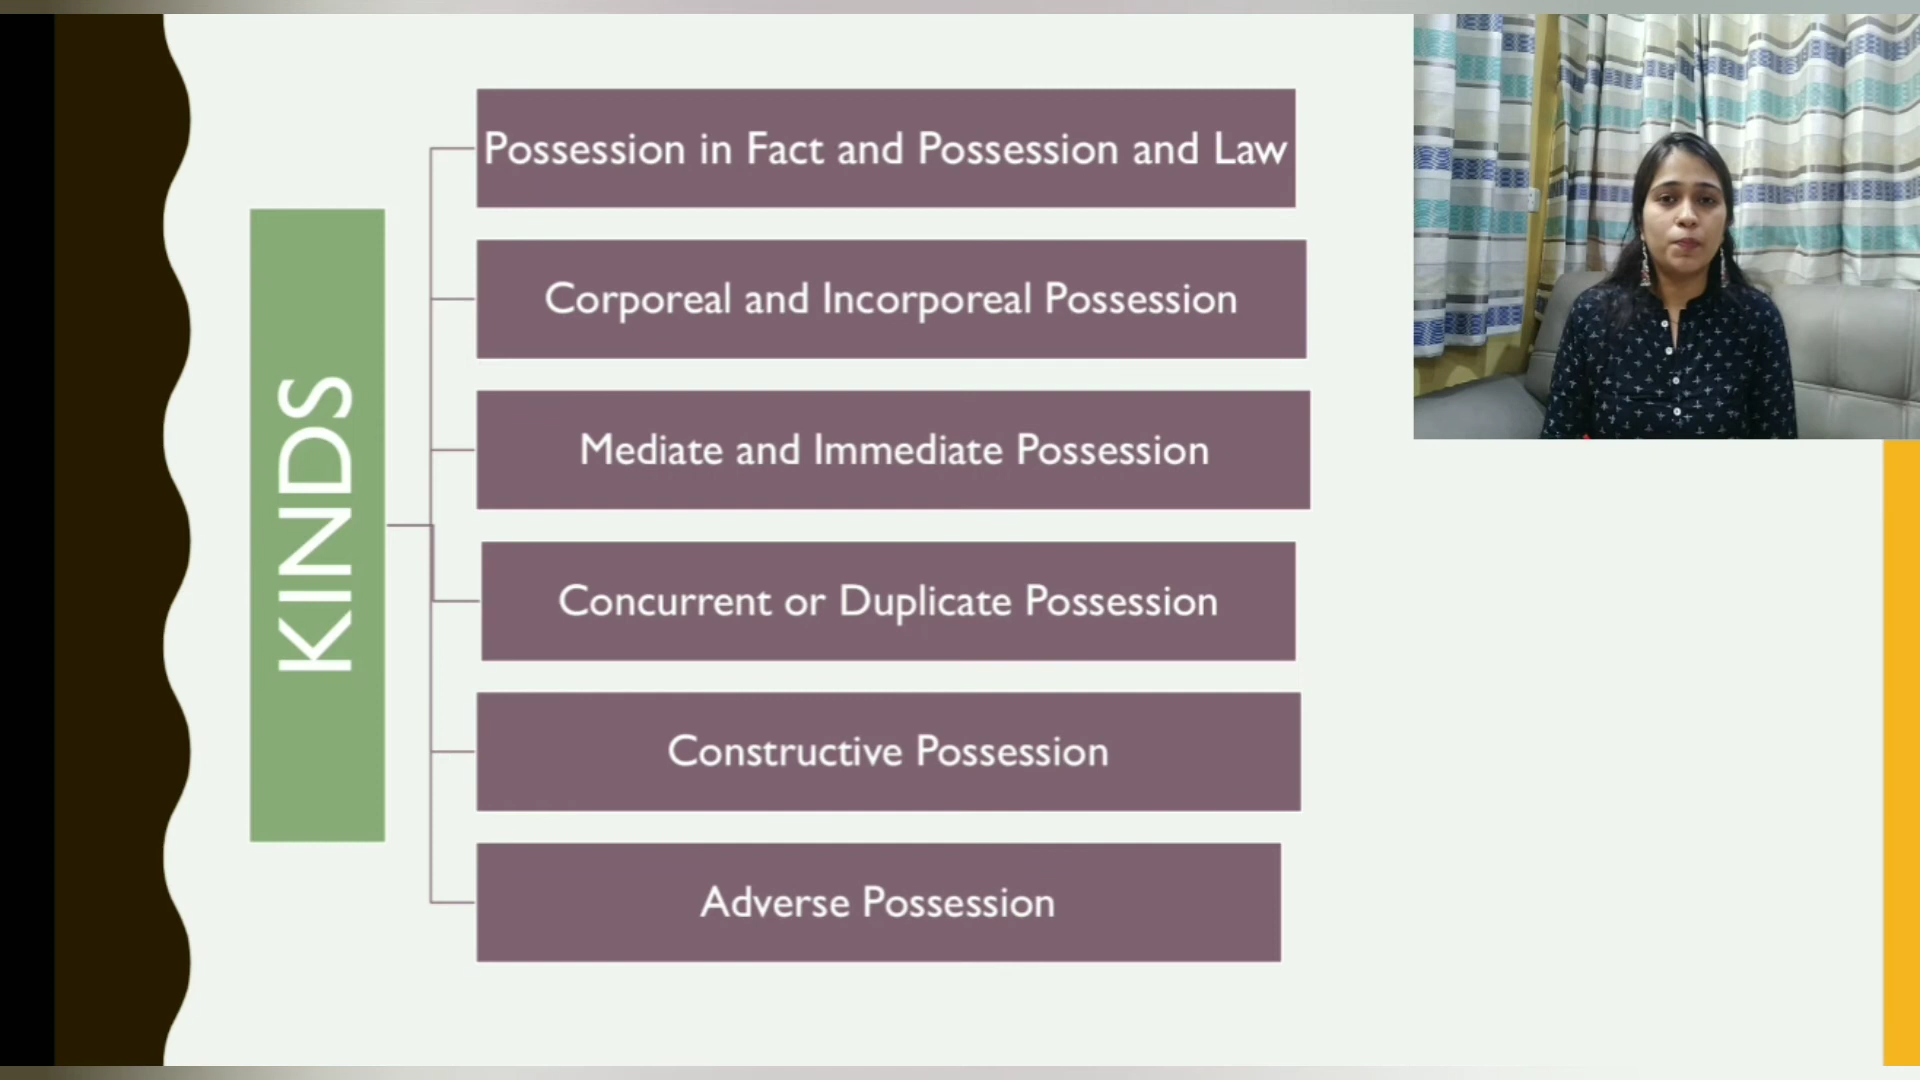 KINDS
Possession in Fact and Possession and Law
Corporeal and Incorporeal Possession
Mediate and Immediate Possession
Concurrent or Duplicate Possession
Constructive Possession
Adverse Possession